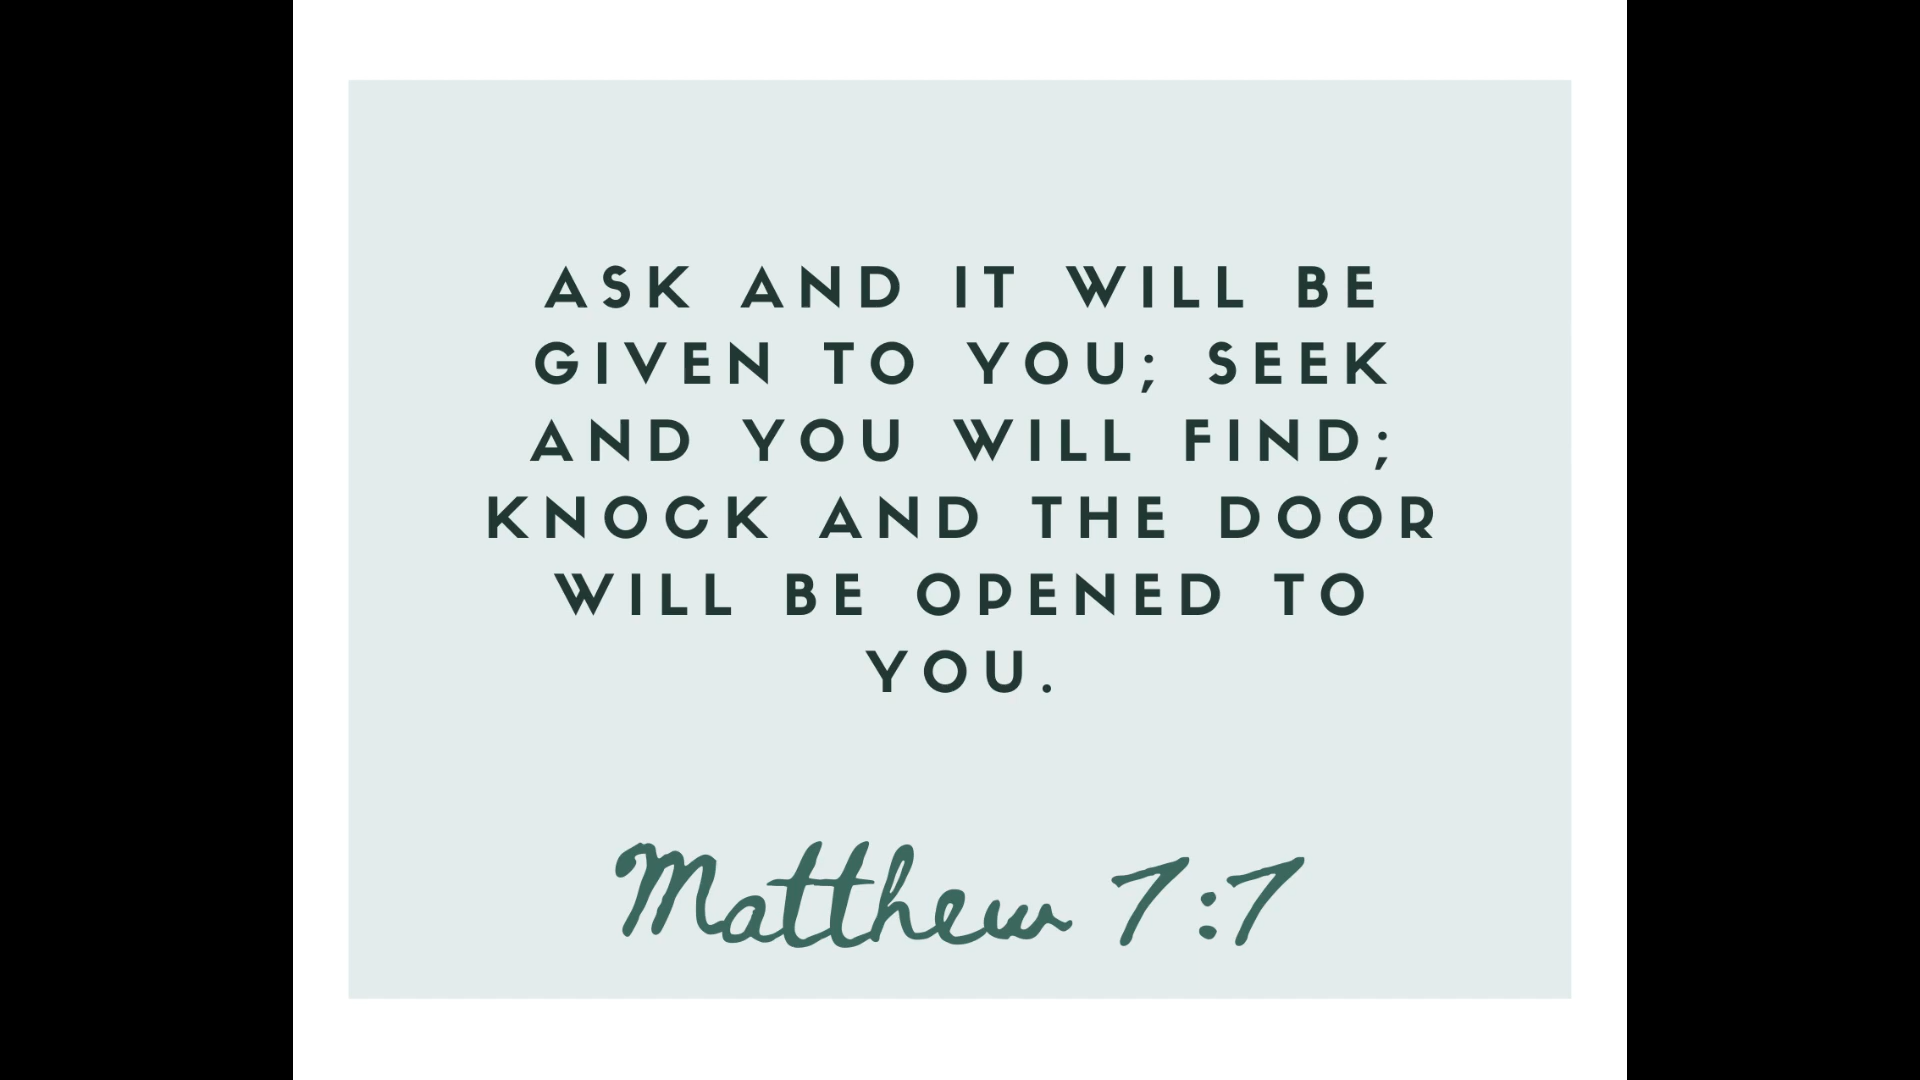 ASK AND IT WILL BE
GIVEN TO YOU; SEEK
AND YOU WILL FIND;
KNOCK AND THE DOOR
WILL BE OPENED TO
YOU.
Matthew 7:7